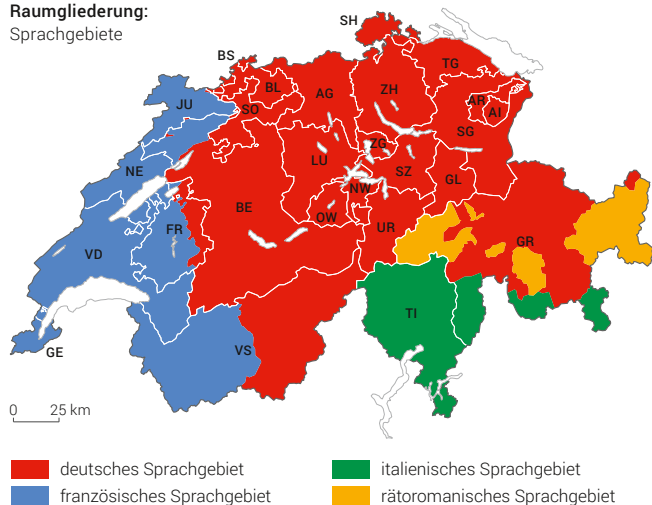 Raumgliederung:
Sprachgebiete
SH
BS
TG
BL
ZH
JU
AG
AR
AI
SO
SG
ZG
LU
SZ
NE
GL
NW
BE
OW
FR
UR
GR
VD
TI
VS
GE
0 25 km
deutsches Sprachgebiet
italienisches Sprachgebiet
französisches Sprachgebiet
rätoromanisches Sprachgebiet